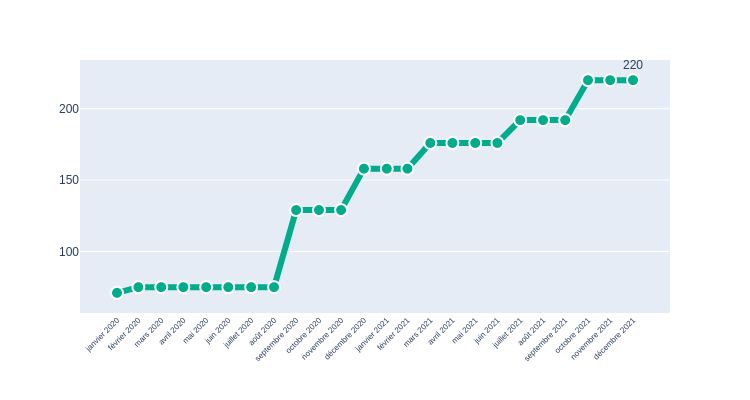 220
200
150
100
janvier 2020
février 2020
mars 2020
avril 2020
mai 2020
juin 2020
juillet 2020
août 2020
septembre 2020
octobre 2020
novembre 2020
décembre 2020
janvier 2021
février 2021
mars 2021
avril 2021
mai 2021
juin 2021
juillet 2021
août 2021
septembre 2021
octobre 2021
novembre 2021
décembre 2021